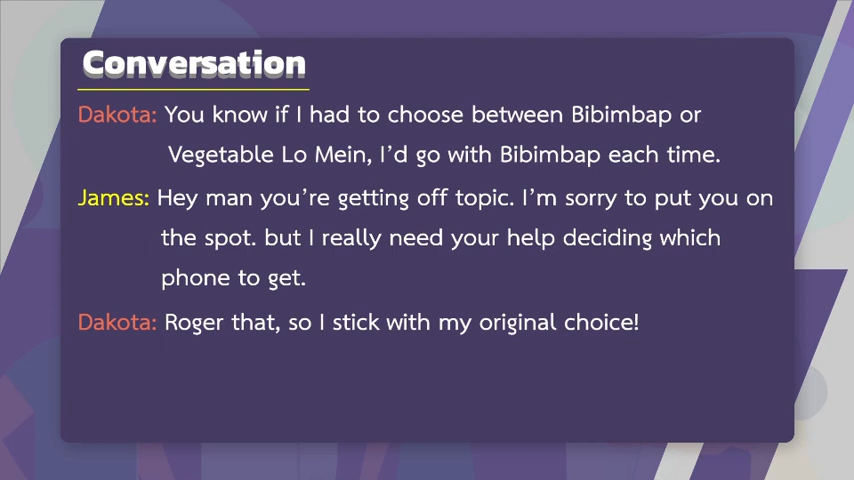 Conversation
Dakota: You know if I had to choose between Bibimbap or
Vegetable Lo Mein, I'd go with Bibimbap each time.
James: Hey man you're getting off topic. I'm sorry to put you on
the spot. but I really need your help deciding which
phone to get.
Dakota: Roger that, so I stick with my original choice!